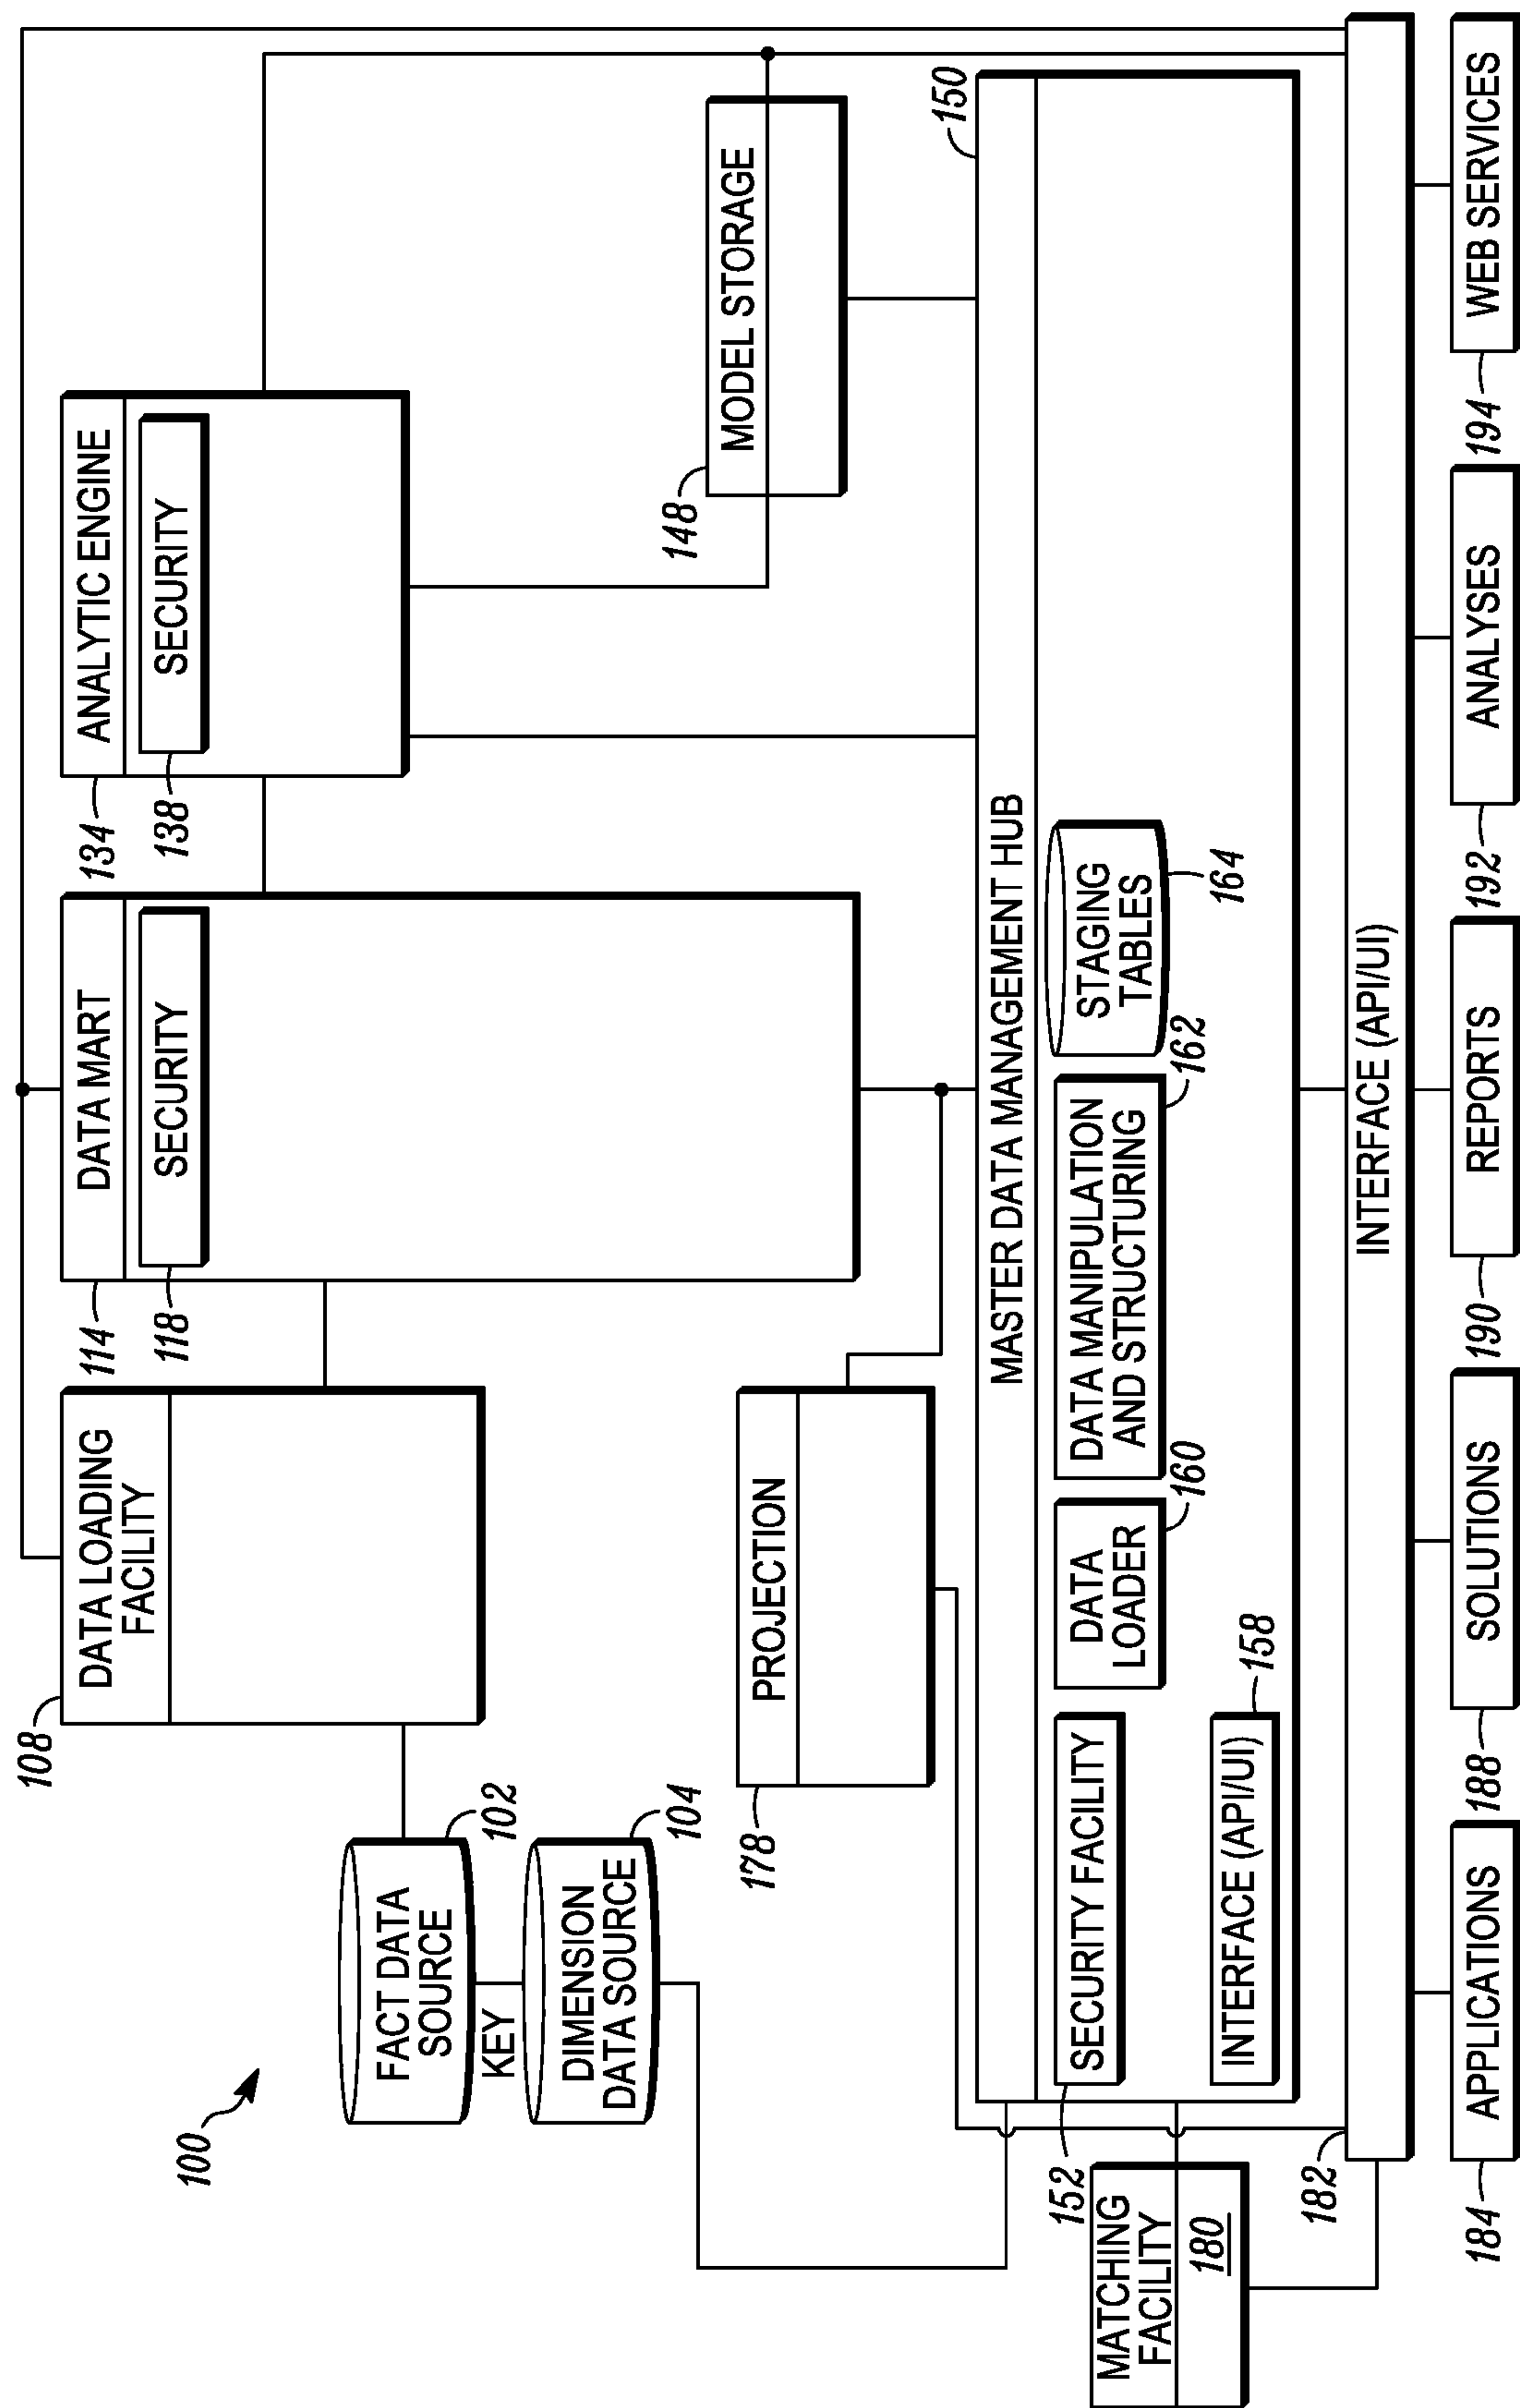 100
108
DATA LOADING
FACILITY
114
DATA MART
118
SECURITY
134
ANALYTIC ENGINE
138
SECURITY
FACT DATA
SOURCE
102
KEY
DIMENSION
DATA SOURCE
104
178
PROJECTION
148
MODEL STORAGE
150
MASTER DATA MANAGEMENT HUB
152
SECURITY FACILITY
DATA
LOADER
160
DATA MANIPULATION
AND STRUCTURING
162
STAGING
TABLES
164
INTERFACE (API/UI)
158
MATCHING
FACILITY
180
182
INTERFACE (API/UI)
184
APPLICATIONS
188
SOLUTIONS
190
REPORTS
192
ANALYSES
194
WEB SERVICES